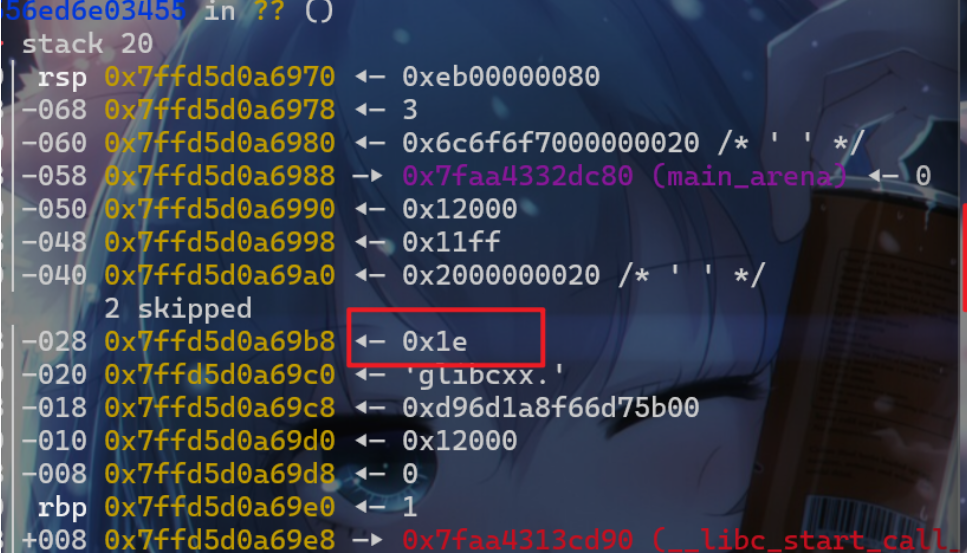 56ed6e03455 in ?? ()
stack 20
rsp 0x7ffd5d0a6970 ◂— 0xeb00000080
-068 0x7ffd5d0a6978 ◂— 3
-060 0x7ffd5d0a6980 ◂— 0x6c6f6f7000000020 /* ' ' */
-058 0x7ffd5d0a6988 —▸ 0x7faa4332dc80 (main_arena) ◂— 0
-050 0x7ffd5d0a6990 ◂— 0x12000
-048 0x7ffd5d0a6998 ◂— 0x11ff
-040 0x7ffd5d0a69a0 ◂— 0x2000000020 /* ' ' */
2 skipped
-028 0x7ffd5d0a69b8 ◂— 0x1e
-020 0x7ffd5d0a69c0 ◂— 'glibcxx.'
-018 0x7ffd5d0a69c8 ◂— 0xd96d1a8f66d75b00
-010 0x7ffd5d0a69d0 ◂— 0x12000
-008 0x7ffd5d0a69d8 ◂— 0
rbp 0x7ffd5d0a69e0 ◂— 1
+008 0x7ffd5d0a69e8 —▸ 0x7faa4313cd90 (__libc_start_call_